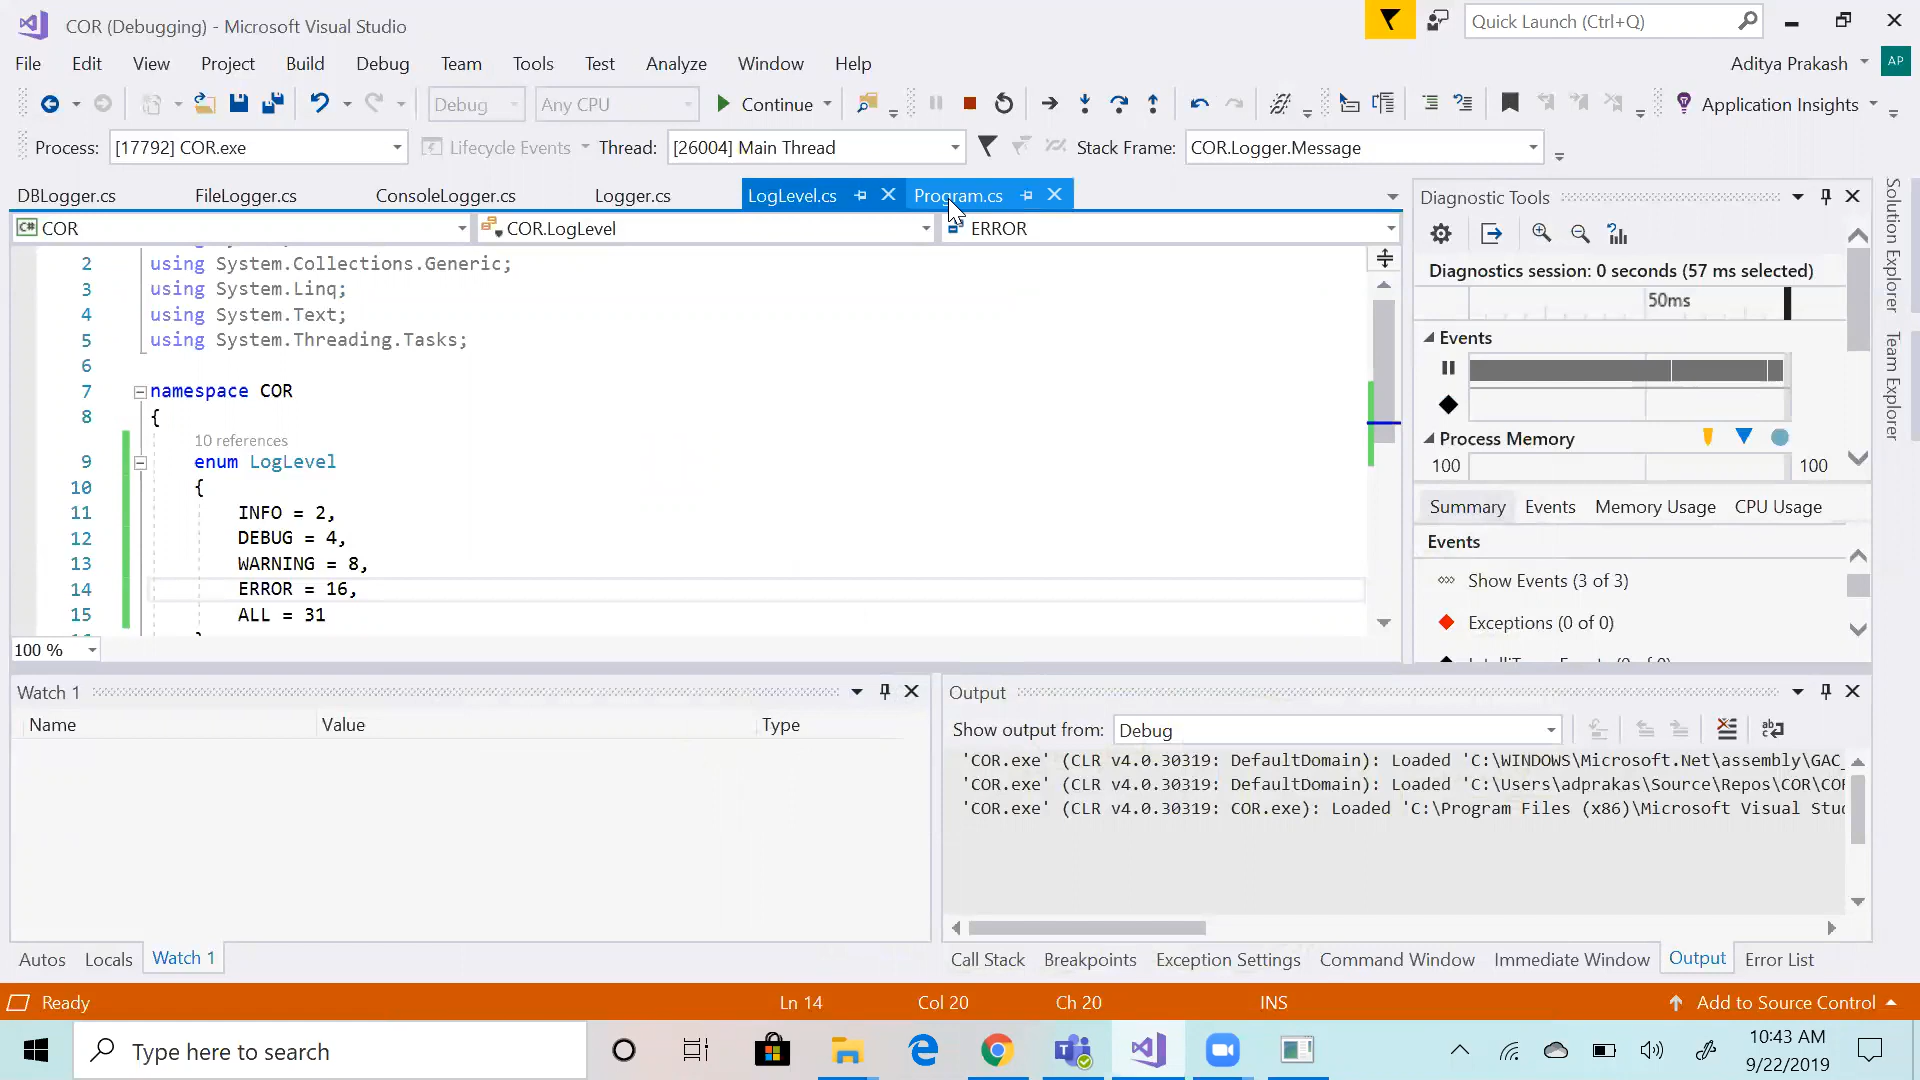 COR (Debugging) - Microsoft Visual Studio
Quick Launch (Ctrl+Q)
File Edit View Project Build Debug Team Tools Test Analyze Window Help
Aditya Prakash AP
Debug Any CPU Continue Application Insights
Process: [17792] COR.exe Lifecycle Events Thread: [26004] Main Thread Stack Frame: COR.Logger.Message
DBLogger.cs FileLogger.cs ConsoleLogger.cs Logger.cs LogLevel.cs Program.cs
C# COR COR.LogLevel ERROR
2 using System.Collections.Generic;
3 using System.Linq;
4 using System.Text;
5 using System.Threading.Tasks;
6
7 namespace COR
8 {
10 references
9 enum LogLevel
10 {
11 INFO = 2,
12 DEBUG = 4,
13 WARNING = 8,
14 ERROR = 16,
15 ALL = 31
100 %
Diagnostic Tools
Diagnostics session: 0 seconds (57 ms selected)
50ms
Events
Process Memory
100 100
Summary Events Memory Usage CPU Usage
Events
Show Events (3 of 3)
Exceptions (0 of 0)
Solution Explorer
Team Explorer
Watch 1
Name Value Type
Autos Locals Watch 1
Output
Show output from: Debug
'COR.exe' (CLR v4.0.30319: DefaultDomain): Loaded 'C:\WINDOWS\Microsoft.Net\assembly\GAC_
'COR.exe' (CLR v4.0.30319: DefaultDomain): Loaded 'C:\Users\adprakas\Source\Repos\COR\COR
'COR.exe' (CLR v4.0.30319: COR.exe): Loaded 'C:\Program Files (x86)\Microsoft Visual Stud
Call Stack Breakpoints Exception Settings Command Window Immediate Window Output Error List
Ready Ln 14 Col 20 Ch 20 INS Add to Source Control
Type here to search
10:43 AM
9/22/2019